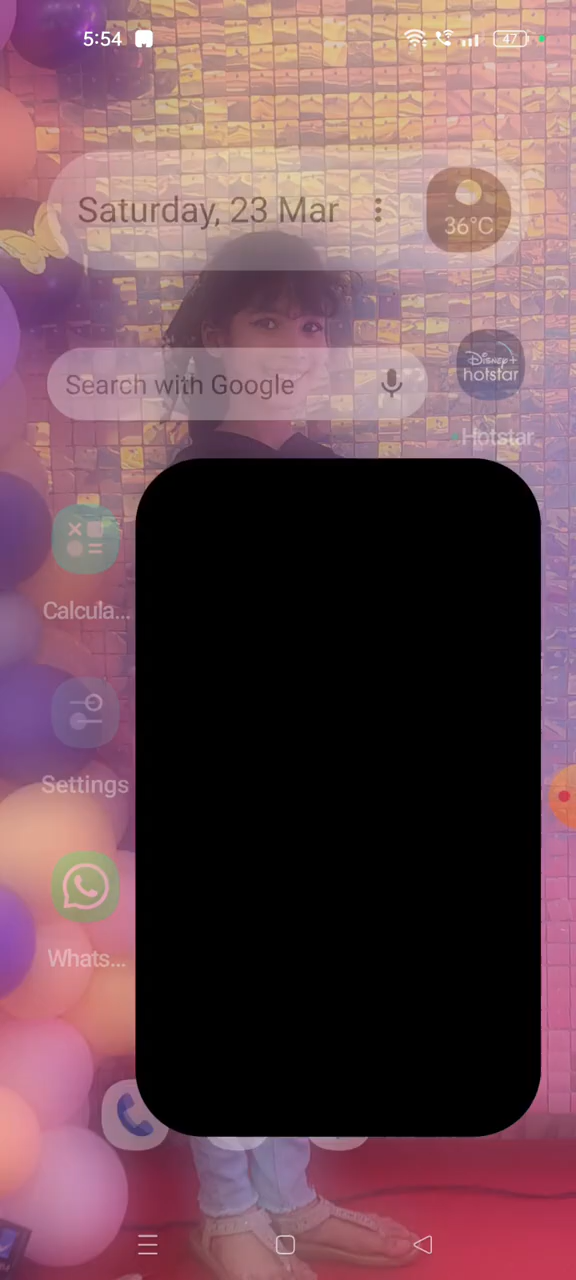 5:54
47
Saturday, 23 Mar
36°C
Search with Google
Disney+
hotstar
Hotstar
Calcula...
Settings
Whats...